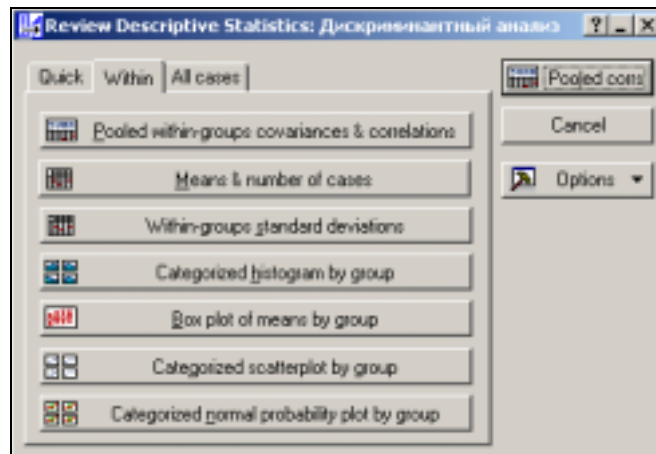 Review Descriptive Statistics: Дискриминантный анализ
Quick Within All cases
Pooled corrs
Pooled within-groups covariances & correlations
Cancel
Means & number of cases
Options
Within-groups standard deviations
Categorized histogram by group
Box plot of means by group
Categorized scatterplot by group
Categorized normal probability plot by group